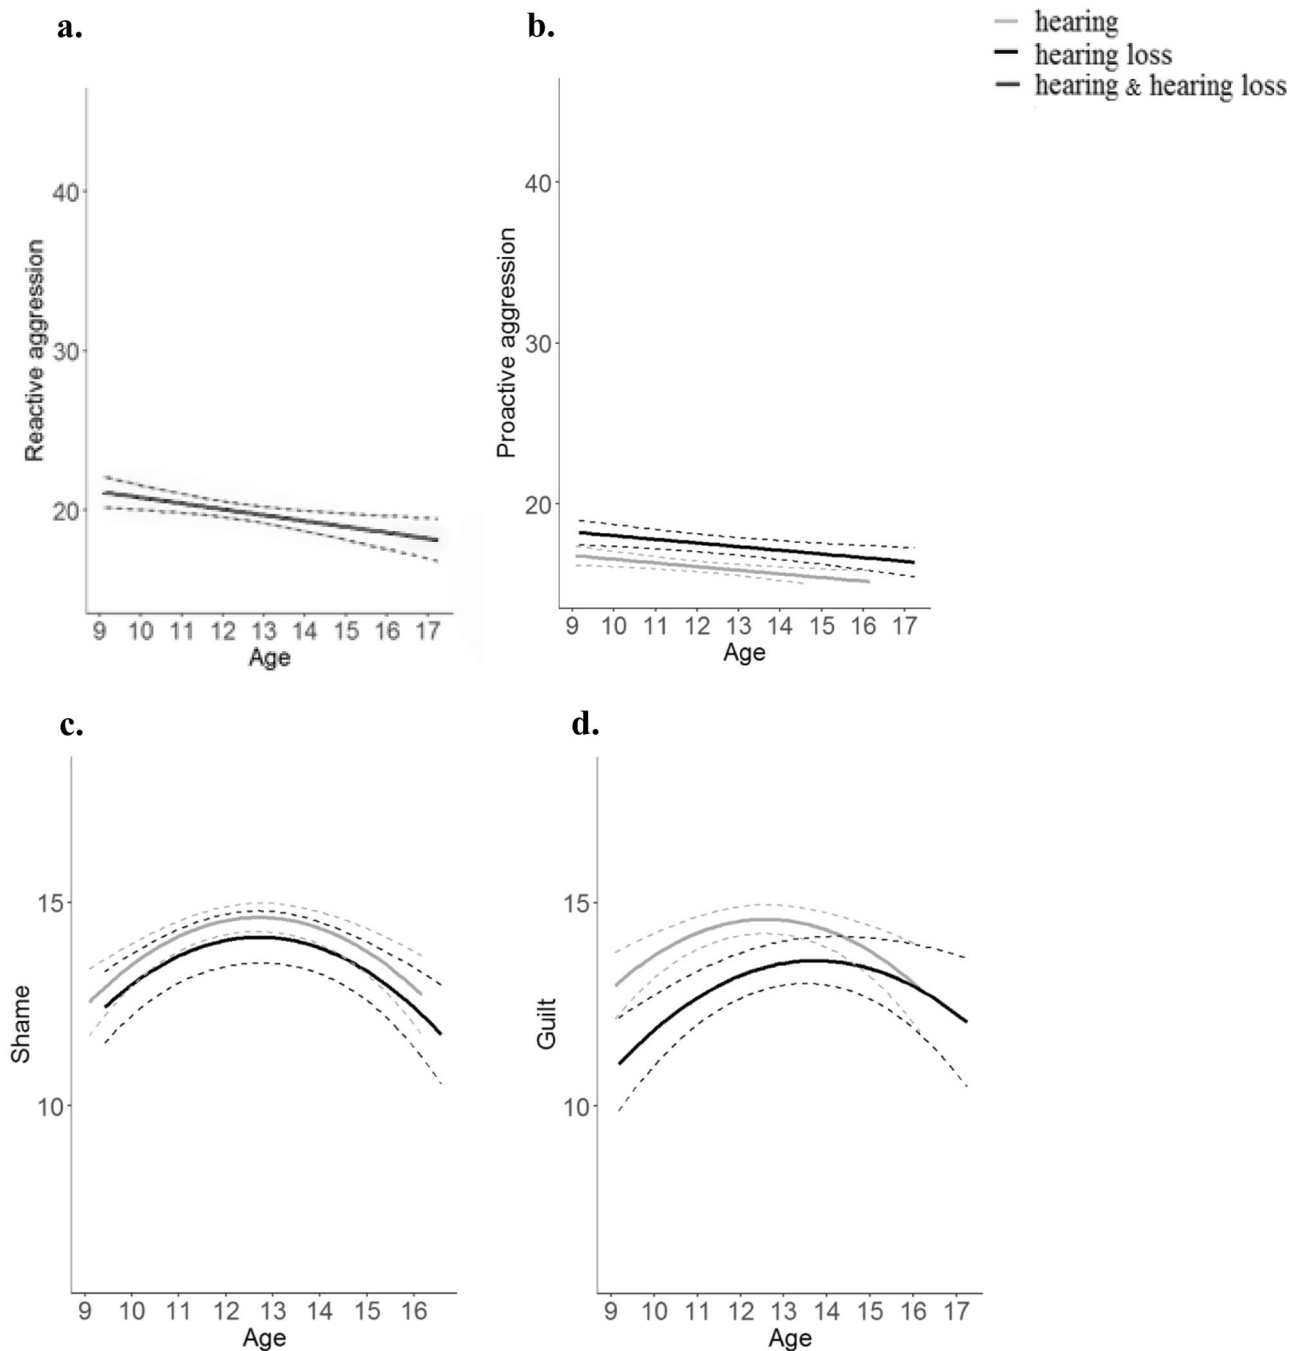 a.
b.
hearing
hearing loss
hearing & hearing loss
Reactive aggression
40
30
20
9 10 11 12 13 14 15 16 17
Age
Proactive aggression
40
30
20
9 10 11 12 13 14 15 16 17
Age
c.
d.
Shame
15
10
9 10 11 12 13 14 15 16
Age
Guilt
15
10
9 10 11 12 13 14 15 16 17
Age